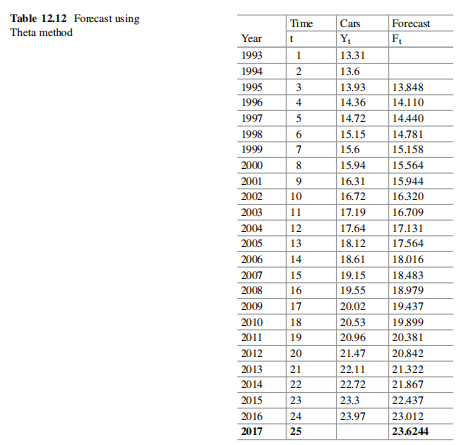 Table 12.12 Forecast using
Theta method
Time Cars Forecast
Year t Yt Ft
1993 1 13.31
1994 2 13.6
1995 3 13.93 13.848
1996 4 14.36 14.110
1997 5 14.72 14.440
1998 6 15.15 14.781
1999 7 15.6 15.158
2000 8 15.94 15.564
2001 9 16.31 15.944
2002 10 16.72 16.320
2003 11 17.19 16.709
2004 12 17.64 17.131
2005 13 18.12 17.564
2006 14 18.61 18.016
2007 15 19.15 18.483
2008 16 19.55 18.979
2009 17 20.02 19.437
2010 18 20.53 19.899
2011 19 20.96 20.381
2012 20 21.47 20.842
2013 21 22.11 21.322
2014 22 22.72 21.867
2015 23 23.3 22.437
2016 24 23.97 23.012
2017 25 23.6244